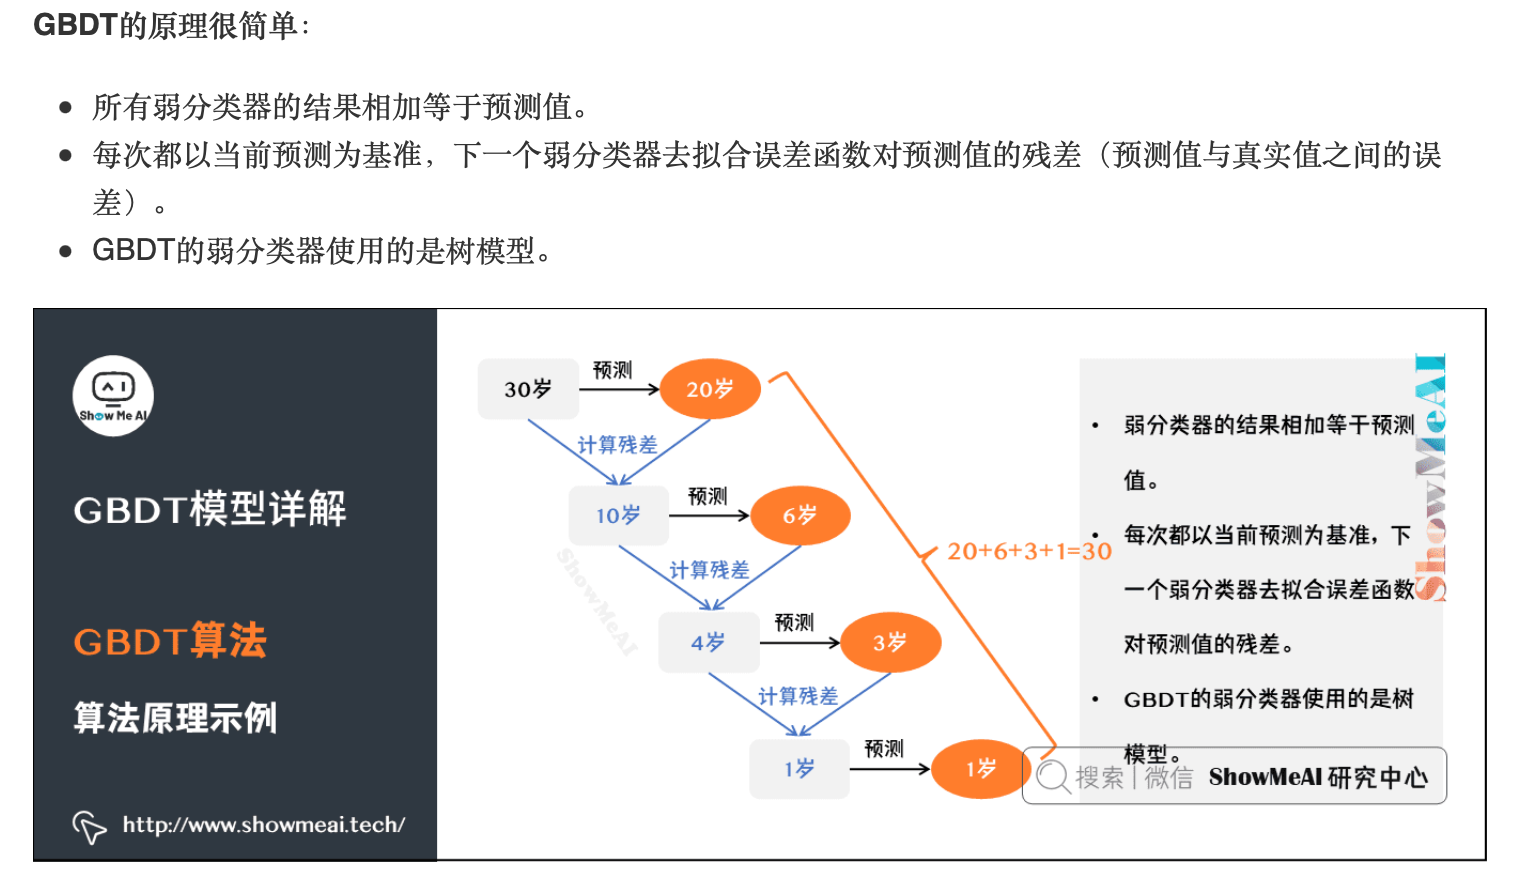 GBDT的原理很简单：
所有弱分类器的结果相加等于预测值。
每次都以当前预测为基准，下一个弱分类器去拟合误差函数对预测值的残差（预测值与真实值之间的误
差）。
GBDT的弱分类器使用的是树模型。
Show Me AI
GBDT模型详解
GBDT算法
算法原理示例
http://www.showmeai.tech/
30岁
预测
20岁
计算残差
10岁
预测
6岁
计算残差
4岁
预测
3岁
计算残差
1岁
预测
1岁
20+6+3+1=30
ShowMeAI
弱分类器的结果相加等于预测
值。
每次都以当前预测为基准，下
一个弱分类器去拟合误差函数
对预测值的残差。
GBDT的弱分类器使用的是树
模型。
ShowMeAI
搜索 | 微信 ShowMeAI 研究中心